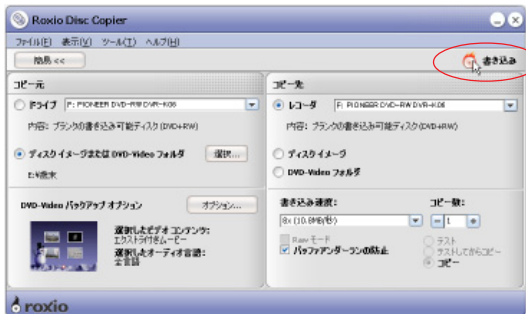 Roxio Disc Copier
ファイル(F) 表示(V) ツール(T) ヘルプ(H)
簡易 <<
書き込み
コピー元
ドライブ F: PIONEER DVD-RW DVR-K06
内容: ブランクの書き込み可能ディスク(DVD+RW)
ディスクイメージまたは DVD-Video フォルダ 選択...
DVD-Video バックアップ オプション オプション...
選択したビデオ コンテンツ:
エクストラ付きムービー
選択したオーディオ言語:
全言語
コピー先
レコーダ F: PIONEER DVD-RW DVR-K06
内容: ブランクの書き込み可能ディスク(DVD+RW)
ディスクイメージ
DVD-Video フォルダ
書き込み速度: コピー数:
8x (10.8MB/秒) 1
Raw モード
バッファアンダーランの防止
テスト
テストしてからコピー
コピー
roxio